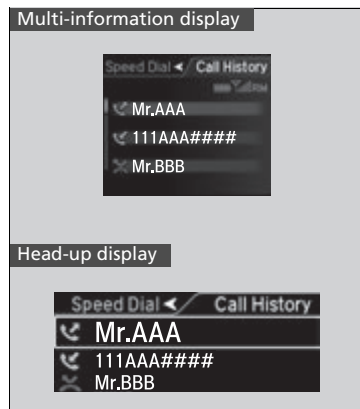 Multi-information display
Speed Dial Call History
Mr.AAA
111AAA####
Mr.BBB
Head-up display
Speed Dial Call History
Mr.AAA
111AAA####
Mr.BBB